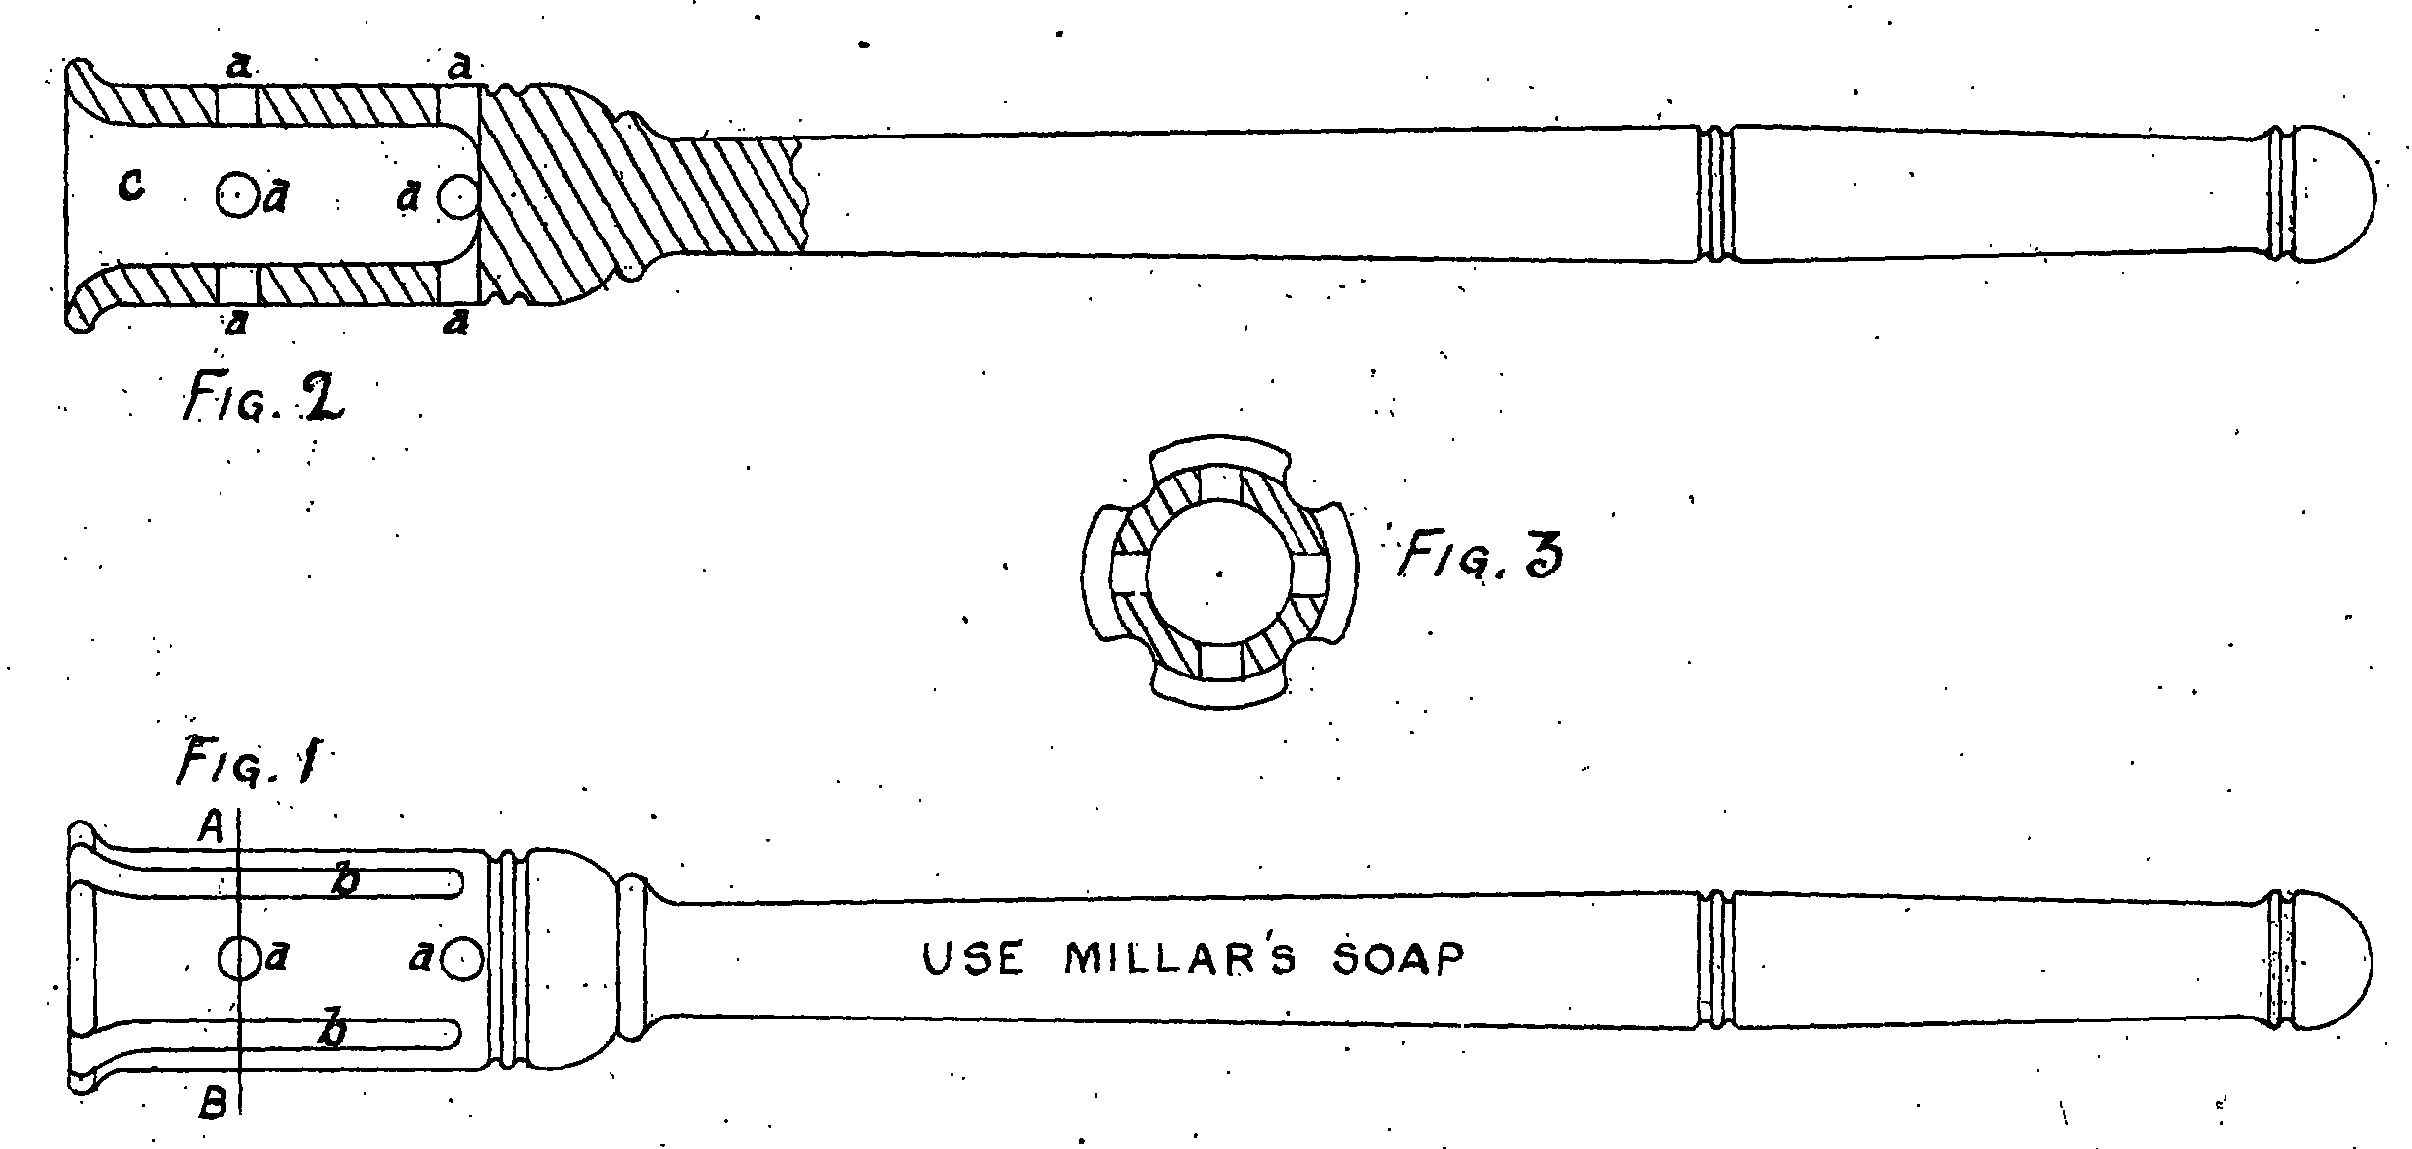 a a
c a a
a a
FIG. 2
FIG. 3
FIG. 1
A
b
a a
USE MILLAR'S SOAP
b
B